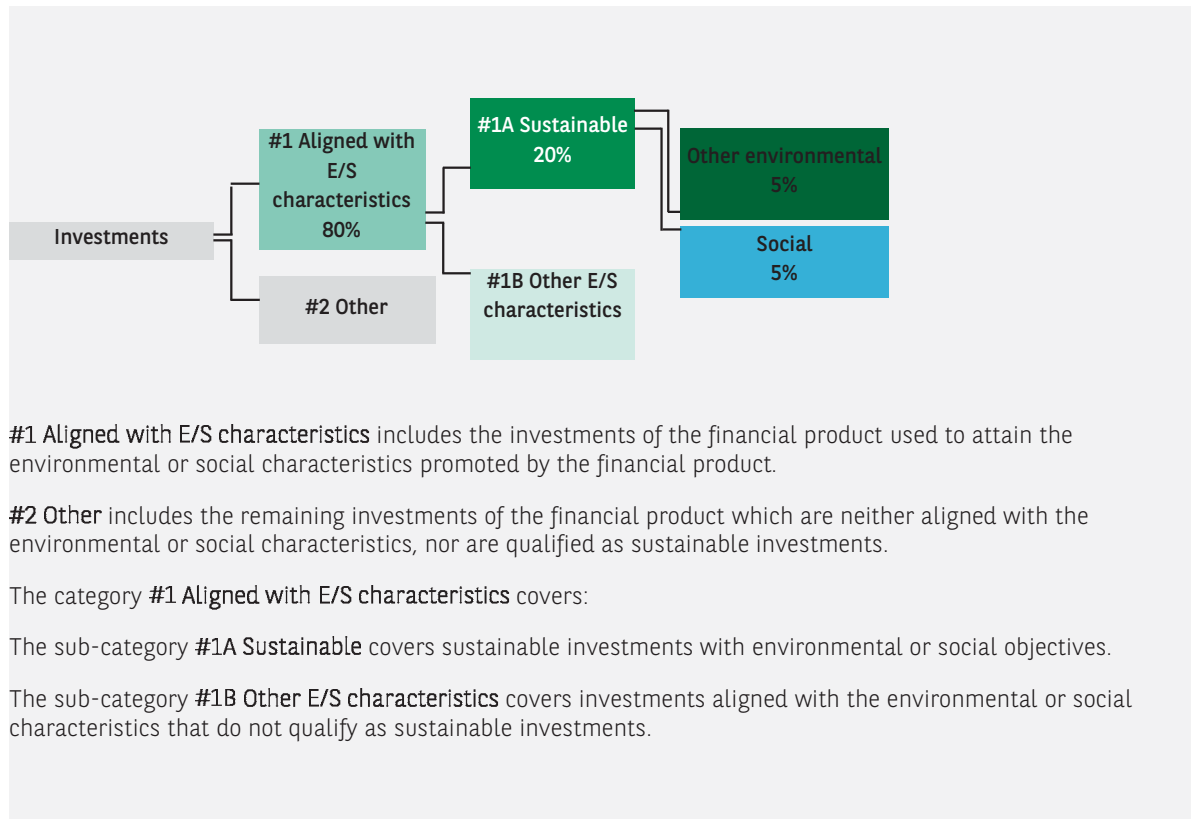 #1 Aligned with
E/S
characteristics
80%
#1A Sustainable
20%
Other environmental
5%
Investments
Social
5%
#2 Other
#1B Other E/S
characteristics
#1 Aligned with E/S characteristics includes the investments of the financial product used to attain the
environmental or social characteristics promoted by the financial product.
#2 Other includes the remaining investments of the financial product which are neither aligned with the
environmental or social characteristics, nor are qualified as sustainable investments.
The category #1 Aligned with E/S characteristics covers:
The sub-category #1A Sustainable covers sustainable investments with environmental or social objectives.
The sub-category #1B Other E/S characteristics covers investments aligned with the environmental or social
characteristics that do not qualify as sustainable investments.